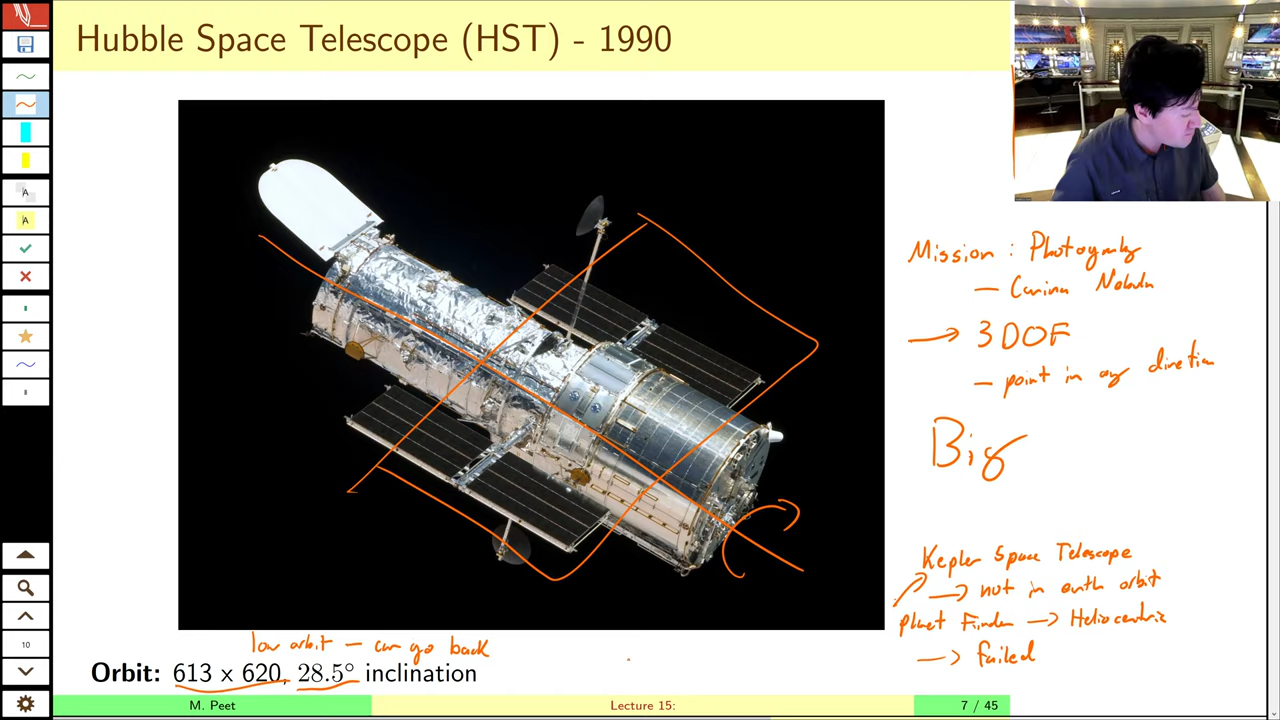 Hubble Space Telescope (HST) - 1990
Mission : Photography
— Carina Nebula
→ 3DOF
— point in any direction
Big
Kepler Space Telescope
→ not in earth orbit
Planet Finder → Heliocentric
→ failed
low orbit — can go back
Orbit: 613 x 620, 28.5° inclination
M. Peet
Lecture 15:
7 / 45
A
A
10